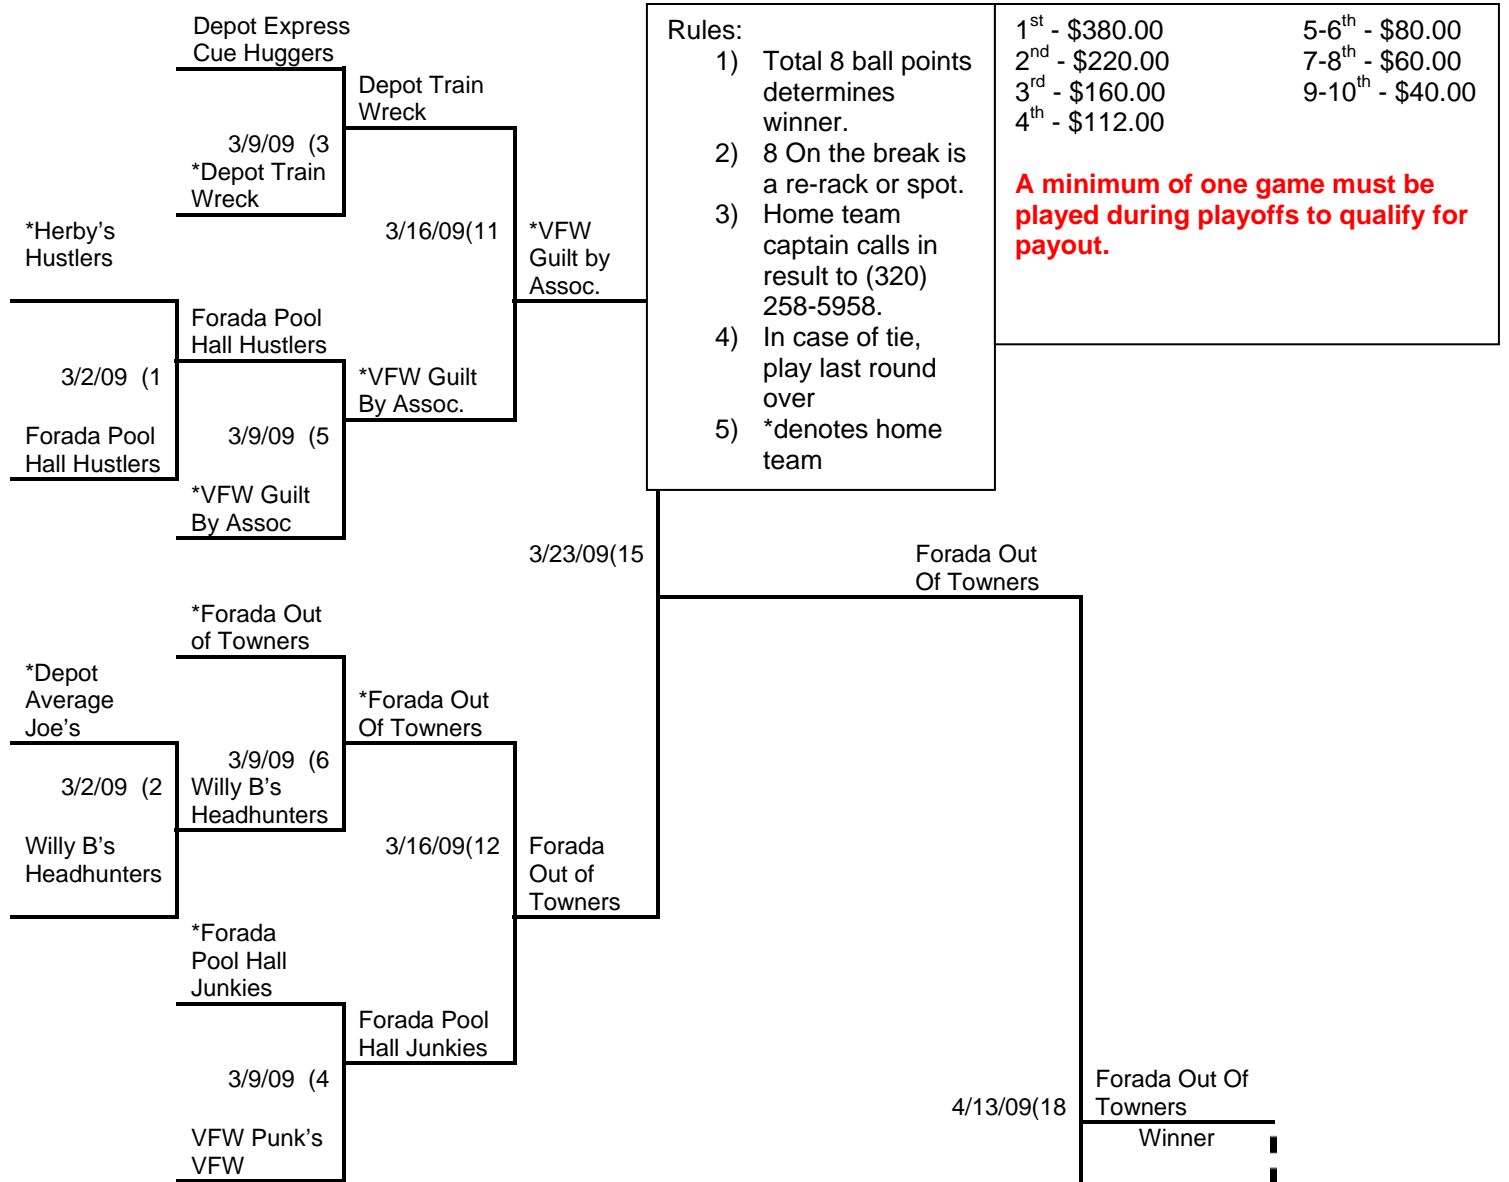 Depot Express
Cue Huggers
Depot Train
Wreck
3/9/09 (3
*Depot Train
Wreck
*Herby's
Hustlers
3/16/09(11
*VFW
Guilt by
Assoc.
Forada Pool
Hall Hustlers
3/2/09 (1
*VFW Guilt
By Assoc.
Forada Pool
Hall Hustlers
3/9/09 (5
*VFW Guilt
By Assoc
3/23/09(15
Forada Out
Of Towners
*Forada Out
of Towners
*Depot
Average
Joe's
*Forada Out
Of Towners
3/9/09 (6
3/2/09 (2
Willy B's
Headhunters
Willy B's
Headhunters
3/16/09(12
Forada
Out of
Towners
*Forada
Pool Hall
Junkies
Forada Pool
Hall Junkies
3/9/09 (4
VFW Punk's
VFW
4/13/09(18
Forada Out Of
Towners
Winner
Rules:
1) Total 8 ball points
determines
winner.
2) 8 On the break is
a re-rack or spot.
3) Home team
captain calls in
result to (320)
258-5958.
4) In case of tie,
play last round
over
5) *denotes home
team
1st - $380.00 5-6th - $80.00
2nd - $220.00 7-8th - $60.00
3rd - $160.00 9-10th - $40.00
4th - $112.00
A minimum of one game must be
played during playoffs to qualify for
payout.